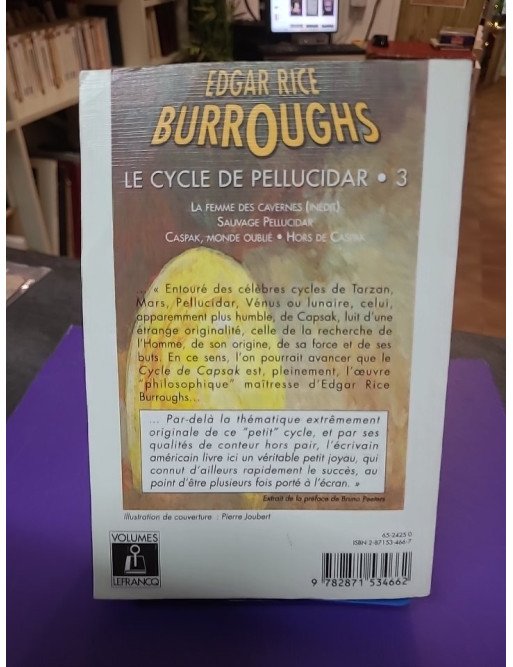 EDGAR RICE
BURROUGHS
LE CYCLE DE PELLUCIDAR • 3
LA FEMME DES CAVERNES (INÉDIT)
SAUVAGE PELLUCIDAR
CASPAK, MONDE OUBLIÉ • HORS DE CASPAK
... « Entouré des célèbres cycles de Tarzan,
Mars, Pellucidar, Vénus ou lunaire, celui,
apparemment plus humble, de Capsak, luit d'une
étrange originalité, celle de la recherche de
l'Homme, de son origine, de sa force et de ses
buts. En ce sens, l'on pourrait avancer que le
Cycle de Capsak est, pleinement, l'œuvre
"philosophique" maîtresse d'Edgar Rice
Burroughs...
... Par-delà la thématique extrêmement
originale de ce "petit" cycle, et par ses
qualités de conteur hors pair, l'écrivain
américain livre ici un véritable petit joyau, qui
connut d'ailleurs rapidement le succès, au
point d'être plusieurs fois porté à l'écran. »
Extrait de la préface de Bruno Peeters
Illustration de couverture : Pierre Joubert
VOLUMES
LEFRANCQ
65-2425 0
ISBN 2-87153-466-7
9 782871 534662